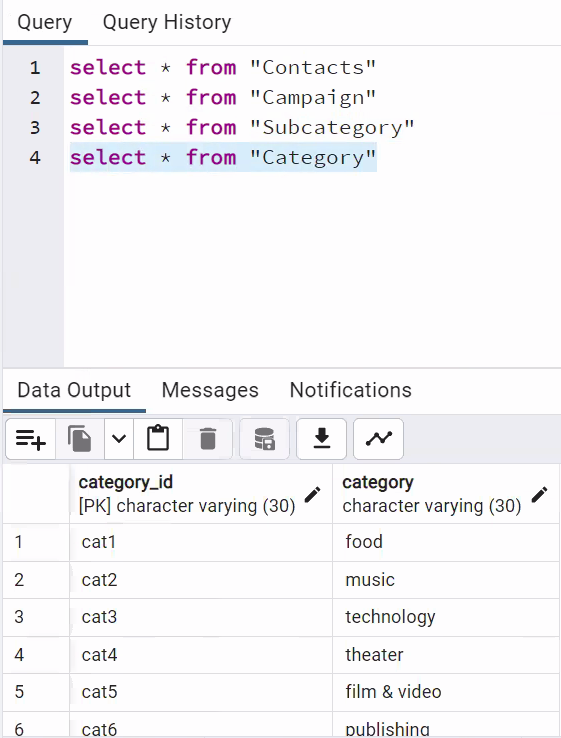 Query Query History
1 select * from "Contacts"
2 select * from "Campaign"
3 select * from "Subcategory"
4 select * from "Category"
Data Output Messages Notifications
category_id category
[PK] character varying (30) character varying (30)
1 cat1 food
2 cat2 music
3 cat3 technology
4 cat4 theater
5 cat5 film & video
6 cat6 publishing